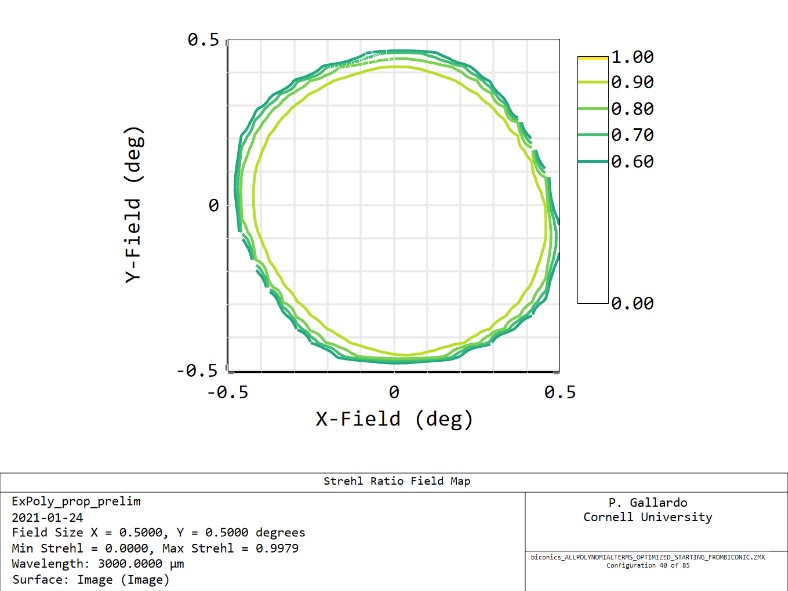 0.5
0
-0.5
Y-Field (deg)
-0.5
0
0.5
X-Field (deg)
1.00
0.90
0.80
0.70
0.60
0.00
Strehl Ratio Field Map
ExPoly_prop_prelim
2021-01-24
Field Size X = 0.5000, Y = 0.5000 degrees
Min Strehl = 0.0000, Max Strehl = 0.9979
Wavelength: 3000.0000 µm
Surface: Image (Image)
P. Gallardo
Cornell University
biconics_ALLPOLYNOMIALTERMS_OPTIMIZED_STARTING_FROMBICONIC.ZMX
Configuration 40 of 85